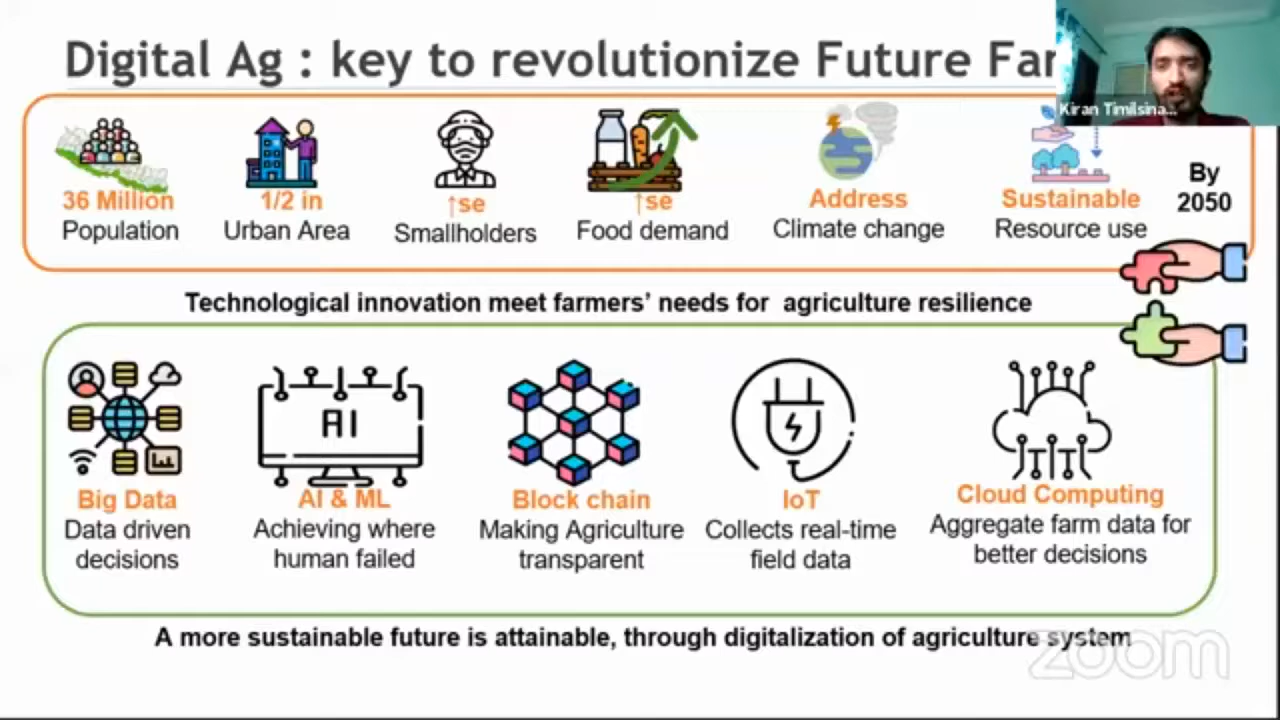 Digital Ag : key to revolutionize Future Far
Kiran Timilsina...
36 Million
Population
1/2 in
Urban Area
↑se
Smallholders
↑se
Food demand
Address
Climate change
Sustainable
Resource use
By
2050
Technological innovation meet farmers' needs for agriculture resilience
AI
Big Data
Data driven
decisions
AI & ML
Achieving where
human failed
Block chain
Making Agriculture
transparent
IoT
Collects real-time
field data
Cloud Computing
Aggregate farm data for
better decisions
A more sustainable future is attainable, through digitalization of agriculture system
zoom